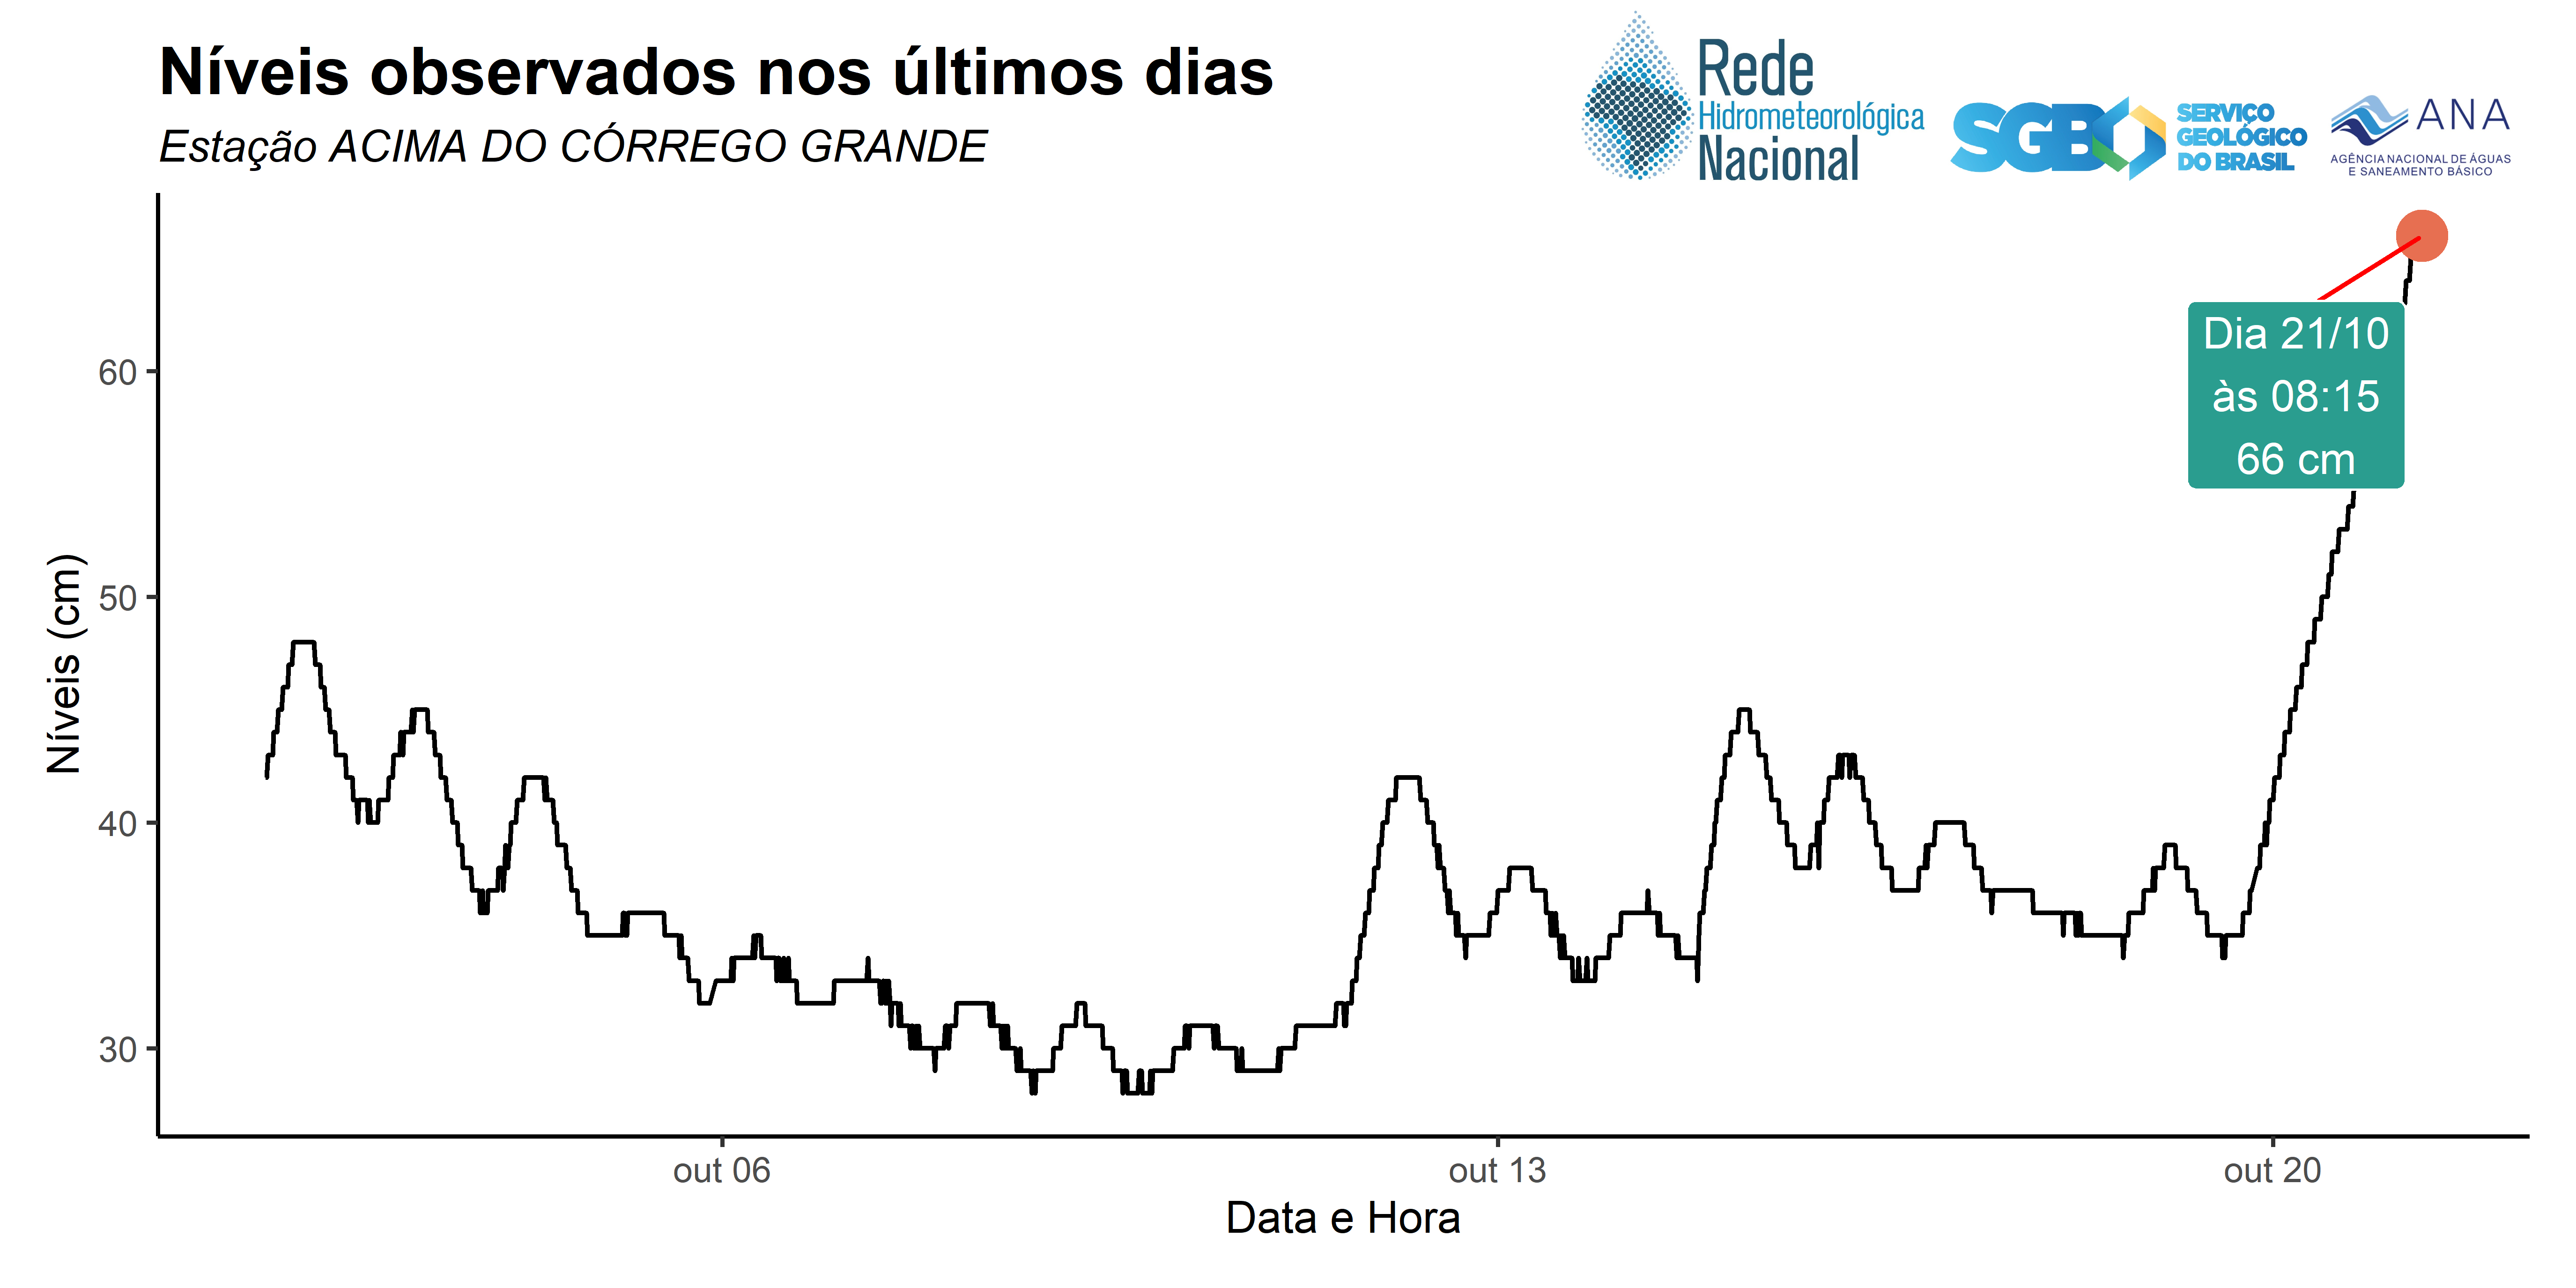 Níveis observados nos últimos dias
Estação ACIMA DO CÓRREGO GRANDE
Rede
Hidrometeorológica
Nacional
SGB
SERVIÇO
GEOLÓGICO
DO BRASIL
ANA
AGÊNCIA NACIONAL DE ÁGUAS
E SANEAMENTO BÁSICO
Níveis (cm)
60
50
40
30
Dia 21/10
às 08:15
66 cm
out 06
out 13
out 20
Data e Hora